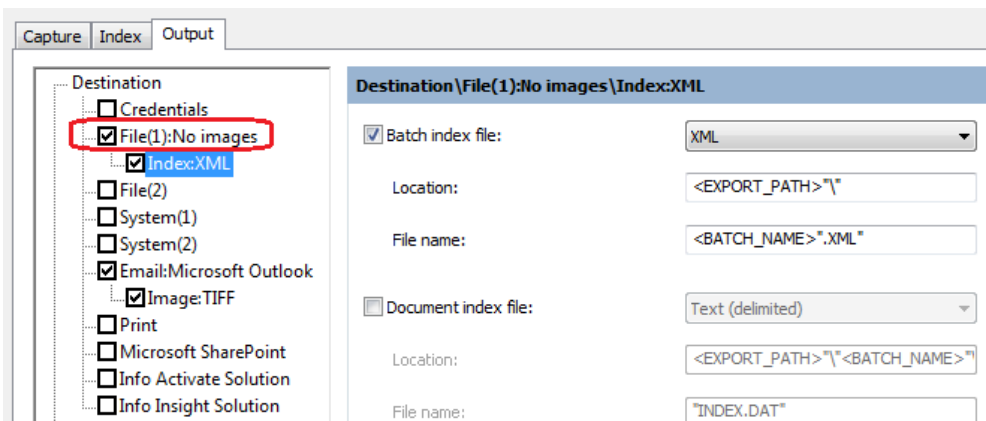 Capture Index Output
Destination
Credentials
File(1):No images
Index:XML
File(2)
System(1)
System(2)
Email:Microsoft Outlook
Image:TIFF
Print
Microsoft SharePoint
Info Activate Solution
Info Insight Solution
Destination\File(1):No images\Index:XML
Batch index file: XML
Location: <EXPORT_PATH>"\"
File name: <BATCH_NAME>".XML"
Document index file: Text (delimited)
Location: <EXPORT_PATH>"\"<BATCH_NAME>"\
File name: "INDEX.DAT"